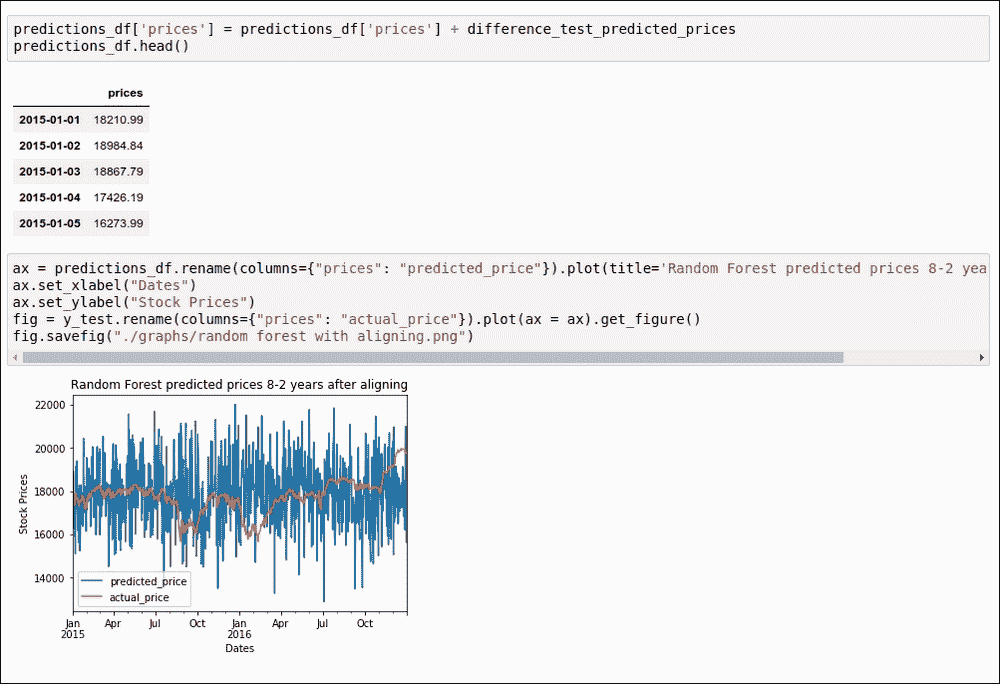 predictions_df['prices'] = predictions_df['prices'] + difference_test_predicted_prices
predictions_df.head()
prices
2015-01-01 18210.99
2015-01-02 18984.84
2015-01-03 18867.79
2015-01-04 17426.19
2015-01-05 16273.99
ax = predictions_df.rename(columns={"prices": "predicted_price"}).plot(title='Random Forest predicted prices 8-2 yea
ax.set_xlabel("Dates")
ax.set_ylabel("Stock Prices")
fig = y_test.rename(columns={"prices": "actual_price"}).plot(ax = ax).get_figure()
fig.savefig("./graphs/random forest with aligning.png")
Random Forest predicted prices 8-2 years after aligning
22000
20000
18000
16000
14000
Stock Prices
predicted_price
actual_price
Jan Apr Jul Oct Jan Apr Jul Oct
2015 2016
Dates